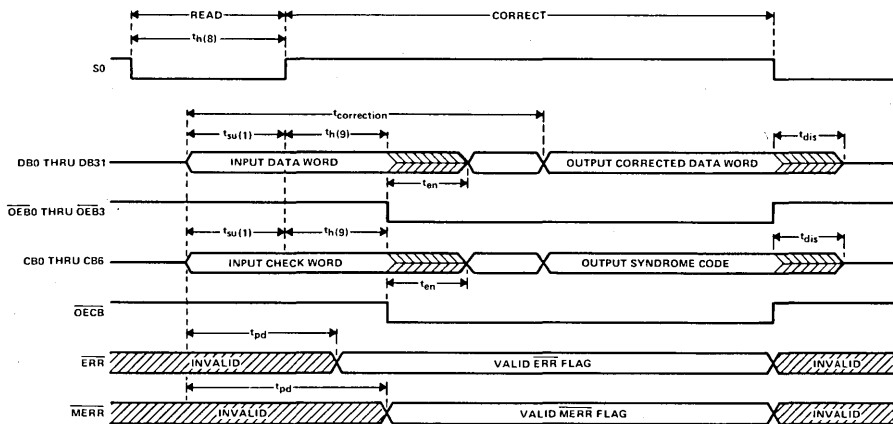 READ CORRECT
th(8)
S0
tcorrection
tsu(1) th(9) tdis
DB0 THRU DB31 INPUT DATA WORD OUTPUT CORRECTED DATA WORD
ten
OEB0 THRU OEB3
tsu(1) th(9) tdis
CB0 THRU CB6 INPUT CHECK WORD OUTPUT SYNDROME CODE
ten
OECB
tpd
ERR INVALID VALID ERR FLAG INVALID
tpd
MERR INVALID VALID MERR FLAG INVALID